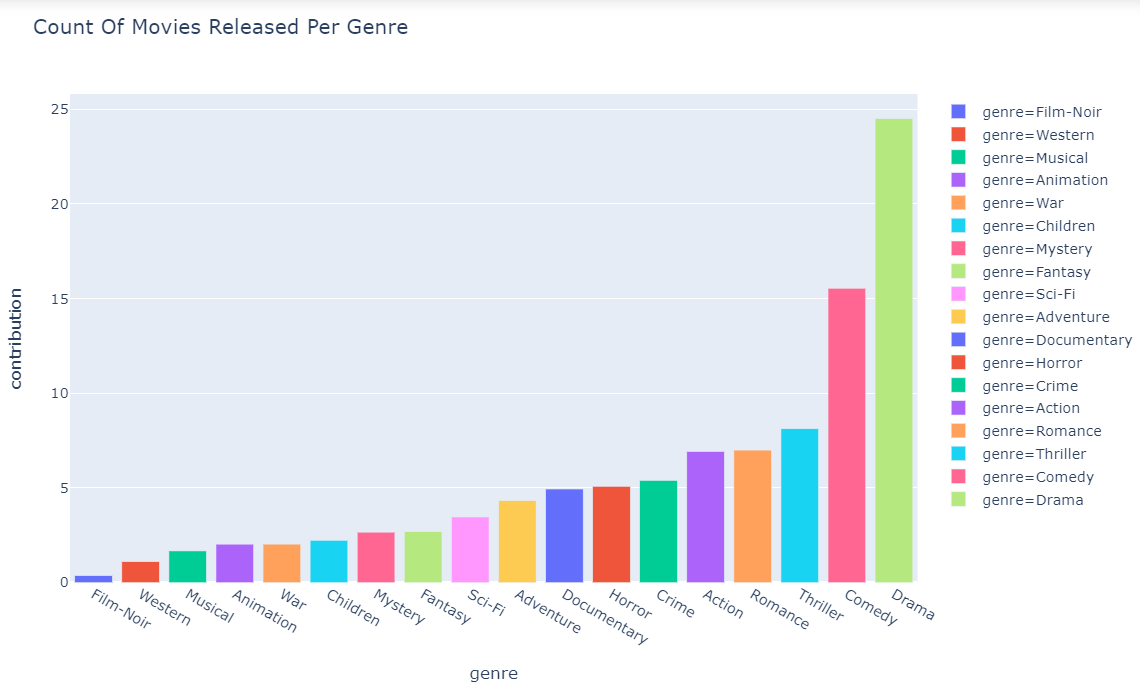 Count Of Movies Released Per Genre
contribution
25
20
15
10
5
0
Film-Noir
Western
Musical
Animation
War
Children
Mystery
Fantasy
Sci-Fi
Adventure
Documentary
Horror
Crime
Action
Romance
Thriller
Comedy
Drama
genre
genre=Film-Noir
genre=Western
genre=Musical
genre=Animation
genre=War
genre=Children
genre=Mystery
genre=Fantasy
genre=Sci-Fi
genre=Adventure
genre=Documentary
genre=Horror
genre=Crime
genre=Action
genre=Romance
genre=Thriller
genre=Comedy
genre=Drama